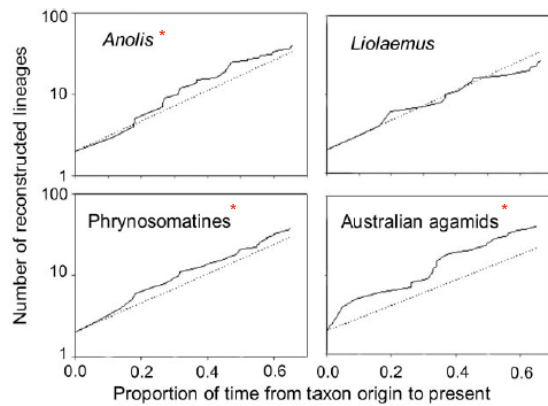 Number of reconstructed lineages
100
10
1
Anolis *
Liolaemus
100
10
1
Phrynosomatines *
Australian agamids *
0.0 0.2 0.4 0.6 0.0 0.2 0.4 0.6
Proportion of time from taxon origin to present